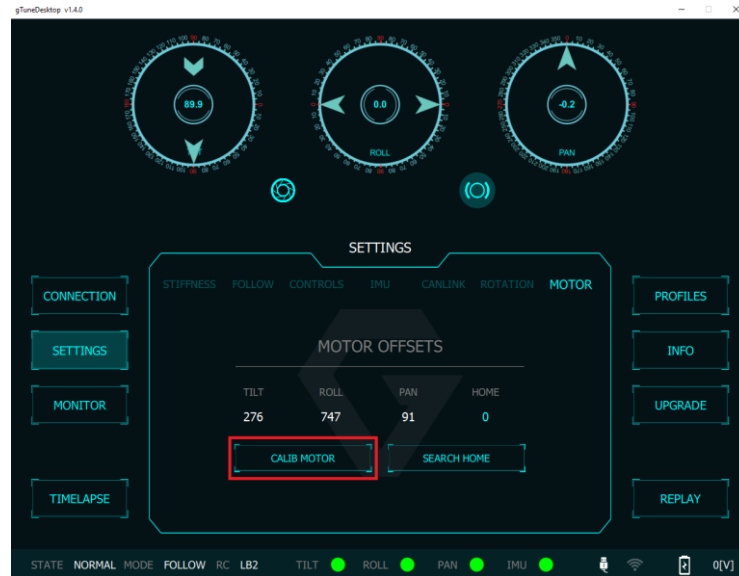 gTuneDesktop v1.4.0
89.9
0.0
ROLL
-0.2
PAN
SETTINGS
STIFFNESS FOLLOW CONTROLS IMU CANLINK ROTATION MOTOR
CONNECTION
SETTINGS
MONITOR
TIMELAPSE
MOTOR OFFSETS
TILT ROLL PAN HOME
276 747 91 0
CALIB MOTOR SEARCH HOME
PROFILES
INFO
UPGRADE
REPLAY
STATE NORMAL MODE FOLLOW RC LB2 TILT ROLL PAN IMU 0[V]